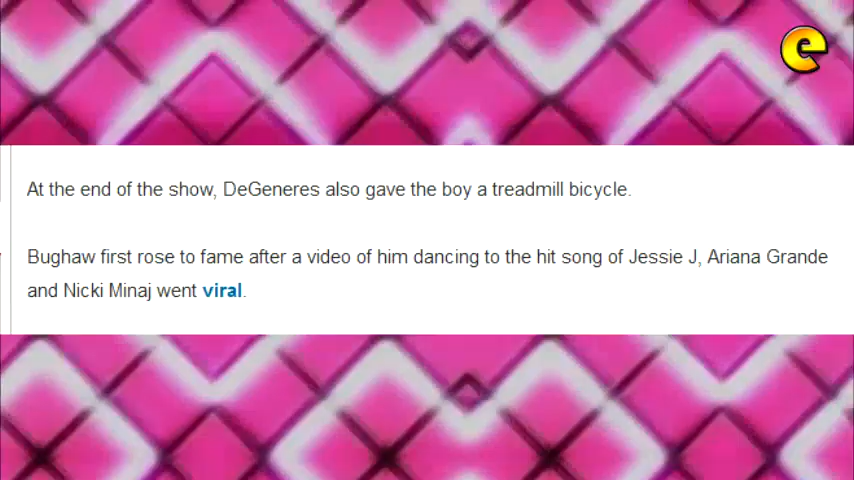 e
At the end of the show, DeGeneres also gave the boy a treadmill bicycle.
Bughaw first rose to fame after a video of him dancing to the hit song of Jessie J, Ariana Grande
and Nicki Minaj went viral.